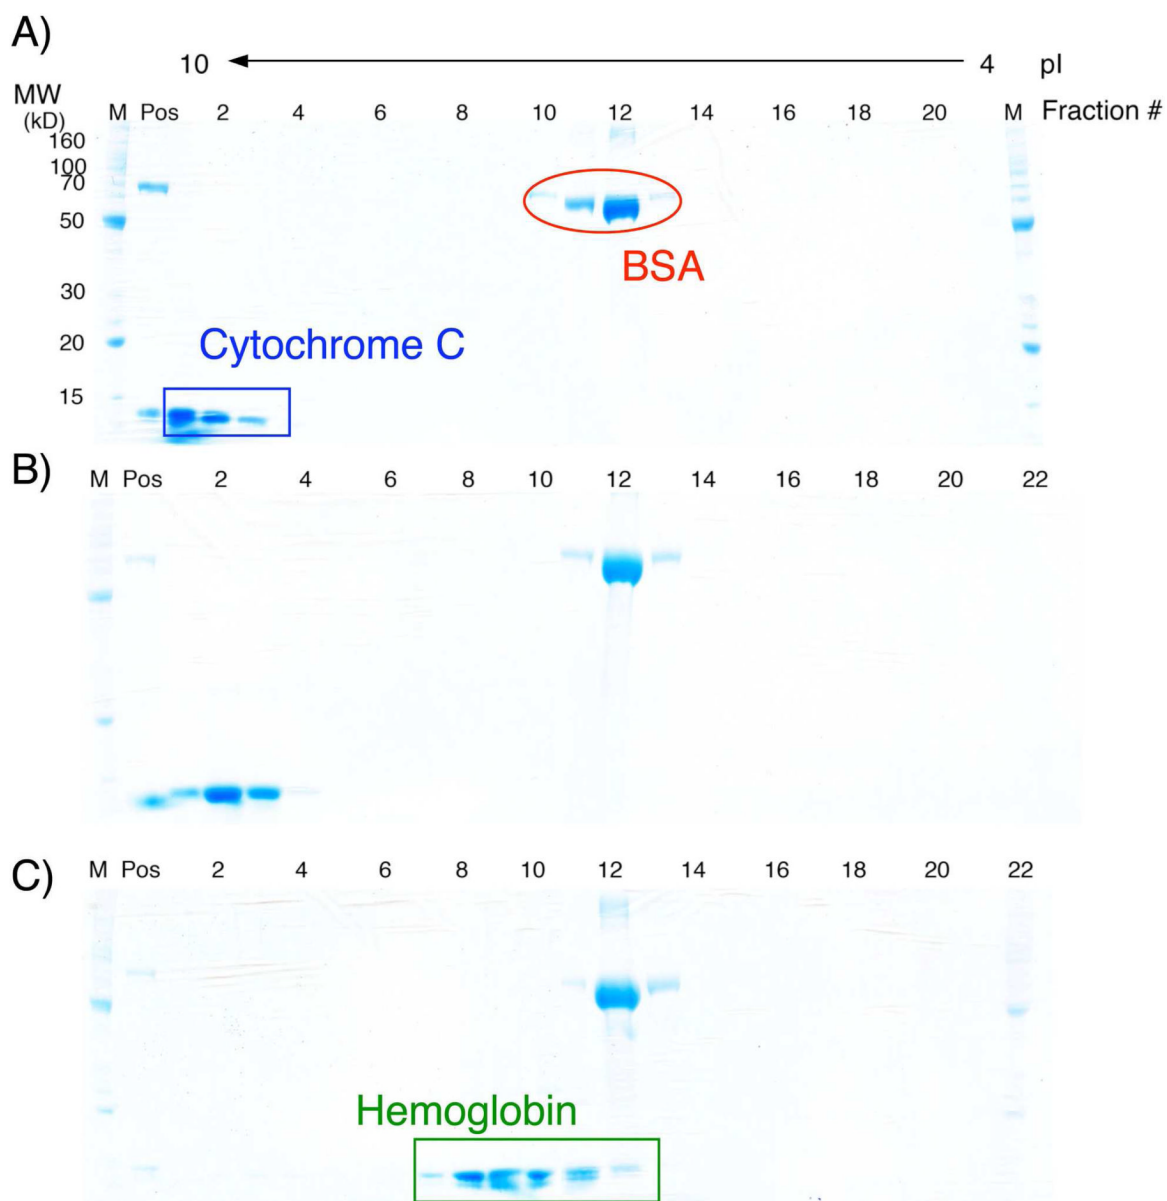 A)
10 4 pI
MW
(kD)
M Pos 2 4 6 8 10 12 14 16 18 20 M Fraction #
160
100
70
50
30
20
15
BSA
Cytochrome C
B)
M Pos 2 4 6 8 10 12 14 16 18 20 22
C)
M Pos 2 4 6 8 10 12 14 16 18 20 22
Hemoglobin